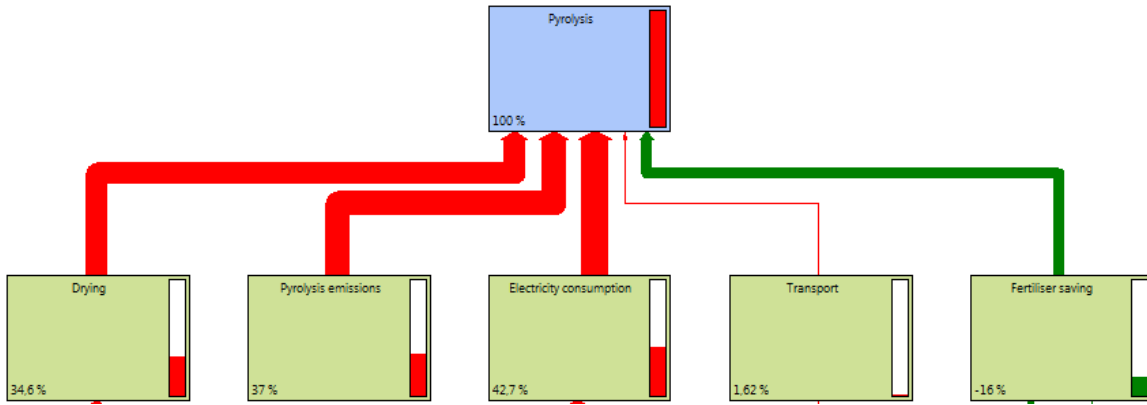 Pyrolysis
100 %
Drying
34,6 %
Pyrolysis emissions
37 %
Electricity consumption
42,7 %
Transport
1,62 %
Fertiliser saving
-16 %